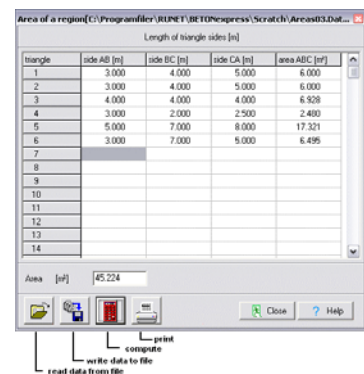 Area of a region[C:\Programfiler\RUNET\BETONexpress\Scratch\Areas03.Dat...
Length of triangle sides [m]
triangle side AB [m] side BC [m] side CA [m] area ABC [m²]
1 3.000 4.000 5.000 6.000
2 3.000 4.000 5.000 6.000
3 4.000 4.000 4.000 6.928
4 3.000 2.000 2.500 2.480
5 5.000 7.000 8.000 17.321
6 3.000 7.000 5.000 6.495
7
8
9
10
11
12
13
14
Area [m²] 45.224
Close ? Help
print
compute
write data to file
read data from file